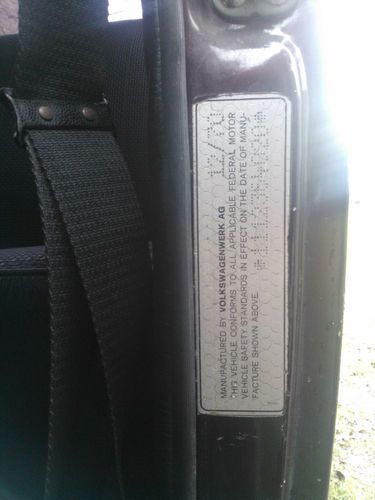 MANUFACTURED BY VOLKSWAGENWERK AG 12/70
THIS VEHICLE CONFORMS TO ALL APPLICABLE FEDERAL MOTOR
VEHICLE SAFETY STANDARDS IN EFFECT ON THE DATE OF MANU-
FACTURE SHOWN ABOVE.